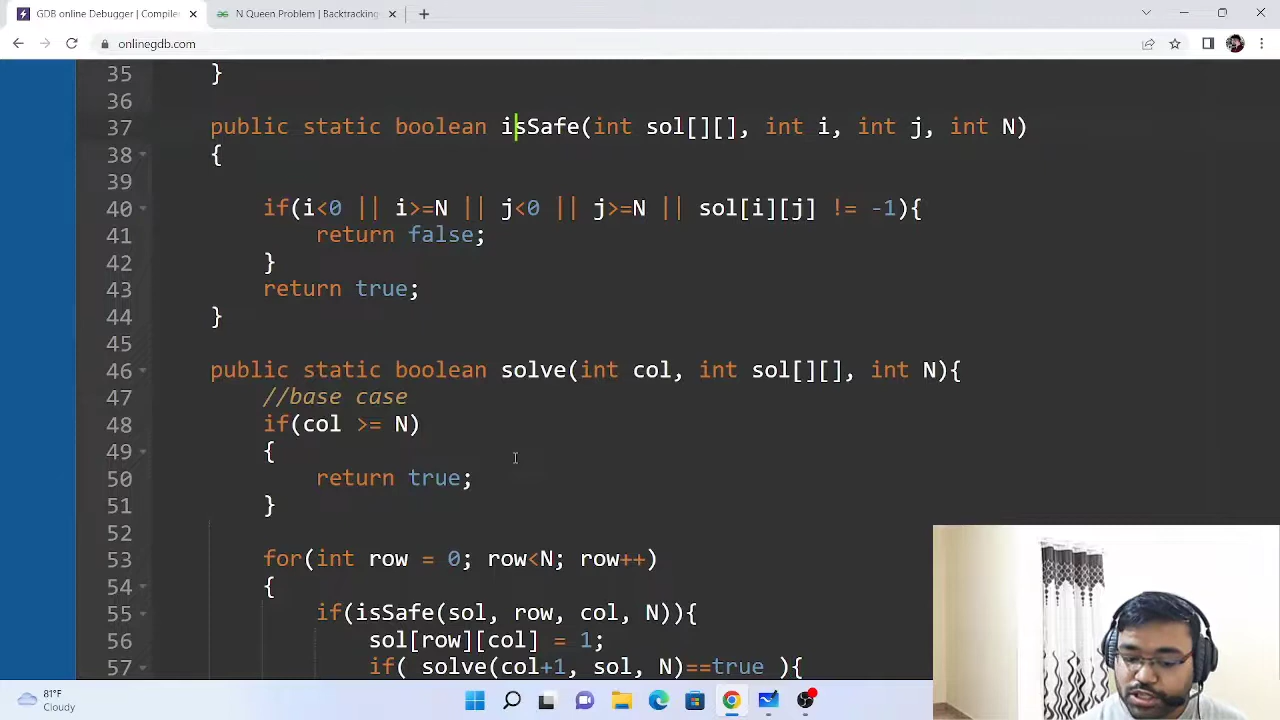 GDB online Debugger | Compiler
N Queen Problem | Backtracking
onlinegdb.com
35 }
36
37 public static boolean isSafe(int sol[][], int i, int j, int N)
38 {
39
40 if(i<0 || i>=N || j<0 || j>=N || sol[i][j] != -1){
41 return false;
42 }
43 return true;
44 }
45
46 public static boolean solve(int col, int sol[][], int N){
47 //base case
48 if(col >= N)
49 {
50 return true;
51 }
52
53 for(int row = 0; row<N; row++)
54 {
55 if(isSafe(sol, row, col, N)){
56 sol[row][col] = 1;
57 if( solve(col+1, sol, N)==true ){
81°F
Cloudy